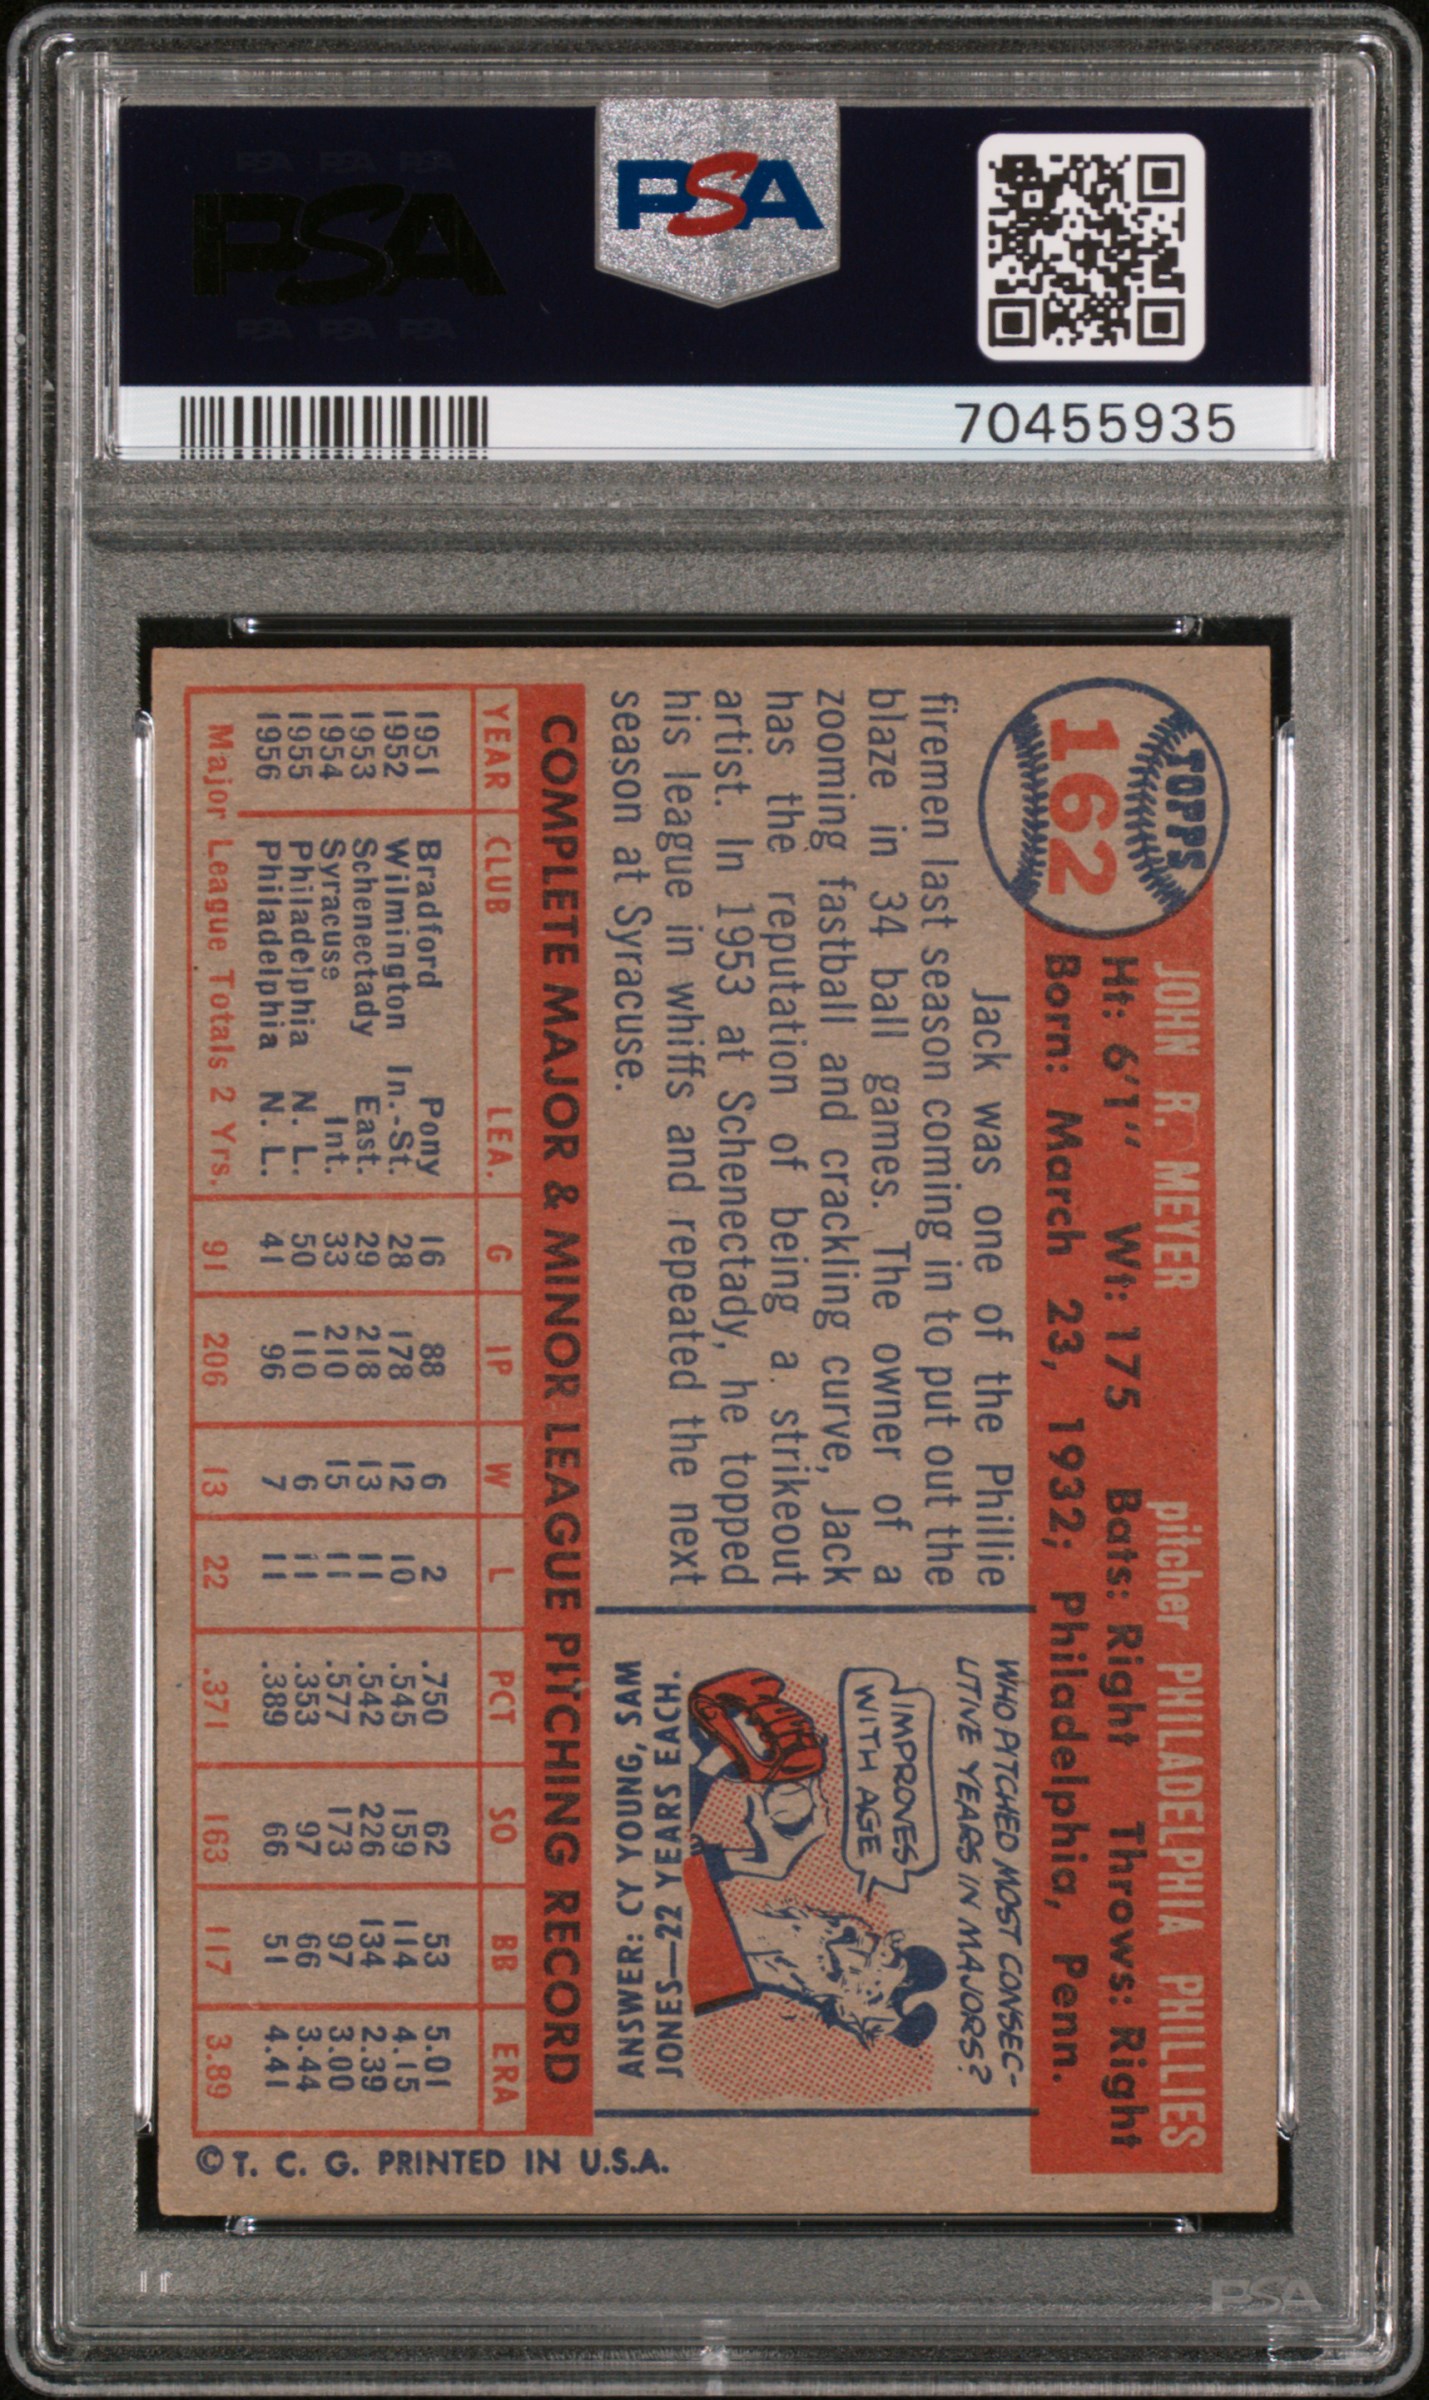 PSA PSA PSA
PSA
PSA PSA PSA
PSA
70455935
TOPPS
162
JOHN R. MEYER pitcher PHILADELPHIA PHILLIES
Ht: 6'1" Wt: 175 Bats: Right Throws: Right
Born: March 23, 1932; Philadelphia, Penn.
Jack was one of the Phillie
firemen last season coming in to put out the
blaze in 34 ball games. The owner of a
zooming fastball and crackling curve, Jack
has the reputation of being a strikeout
artist. In 1953 at Schenectady, he topped
his league in whiffs and repeated the next
season at Syracuse.
WHO PITCHED MOST CONSEC-
UTIVE YEARS IN MAJORS?
IMPROVES
WITH AGE
ANSWER: CY YOUNG, SAM
JONES—22 YEARS EACH.
COMPLETE MAJOR & MINOR LEAGUE PITCHING RECORD
YEAR CLUB LEA. G IP W L PCT SO BB ERA
1951 Bradford Pony 16 88 6 2 .750 62 53 5.01
1952 Wilmington In.-St. 28 178 12 10 .545 159 114 4.15
1953 Schenectady East. 29 218 13 11 .542 226 134 2.39
1954 Syracuse Int. 33 210 15 11 .577 173 97 3.00
1955 Philadelphia N. L. 50 110 6 11 .353 97 66 3.44
1956 Philadelphia N. L. 41 96 7 11 .389 66 51 4.41
Major League Totals 2 Yrs. 91 206 13 22 .371 163 117 3.89
© T. C. G. PRINTED IN U.S.A.
PSA